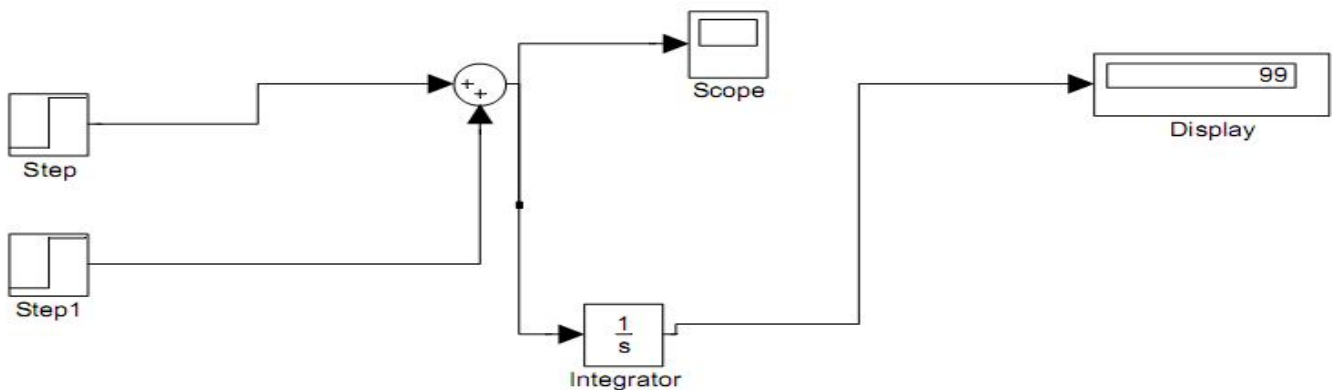 Step
Step1
+
+
Scope
1
s
Integrator
99
Display